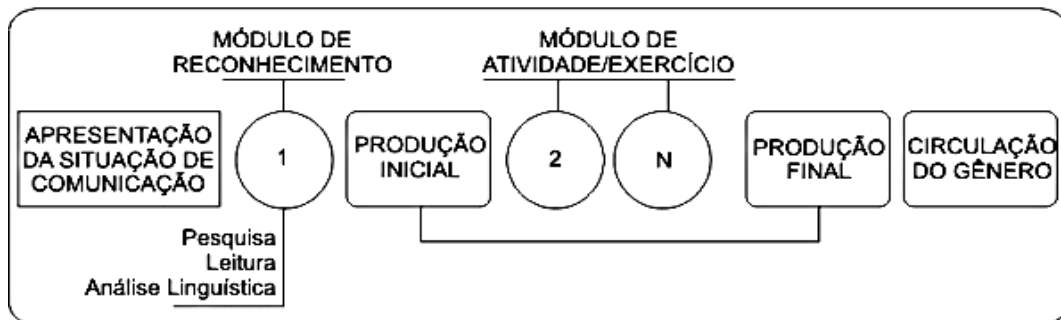 MÓDULO DE
RECONHECIMENTO
MÓDULO DE
ATIVIDADE/EXERCÍCIO
APRESENTAÇÃO
DA SITUAÇÃO DE
COMUNICAÇÃO
1
PRODUÇÃO
INICIAL
2
N
PRODUÇÃO
FINAL
CIRCULAÇÃO
DO GÊNERO
Pesquisa
Leitura
Análise Linguística